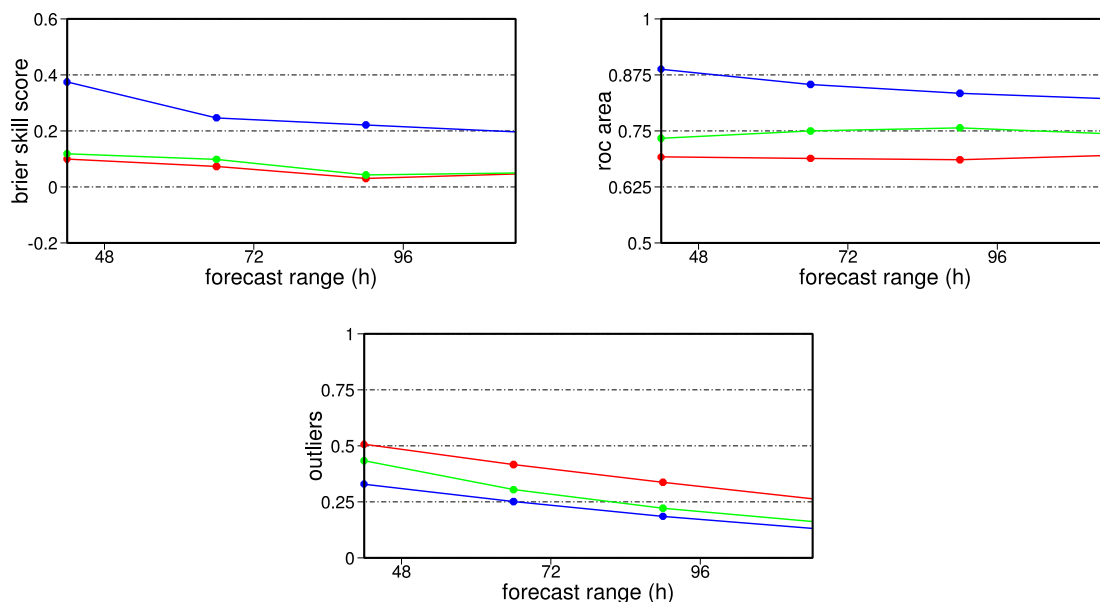 brier skill score
0.6
0.4
0.2
0
-0.2
48 72 96
forecast range (h)
roc area
1
0.875
0.75
0.625
0.5
48 72 96
forecast range (h)
outliers
1
0.75
0.5
0.25
0
48 72 96
forecast range (h)